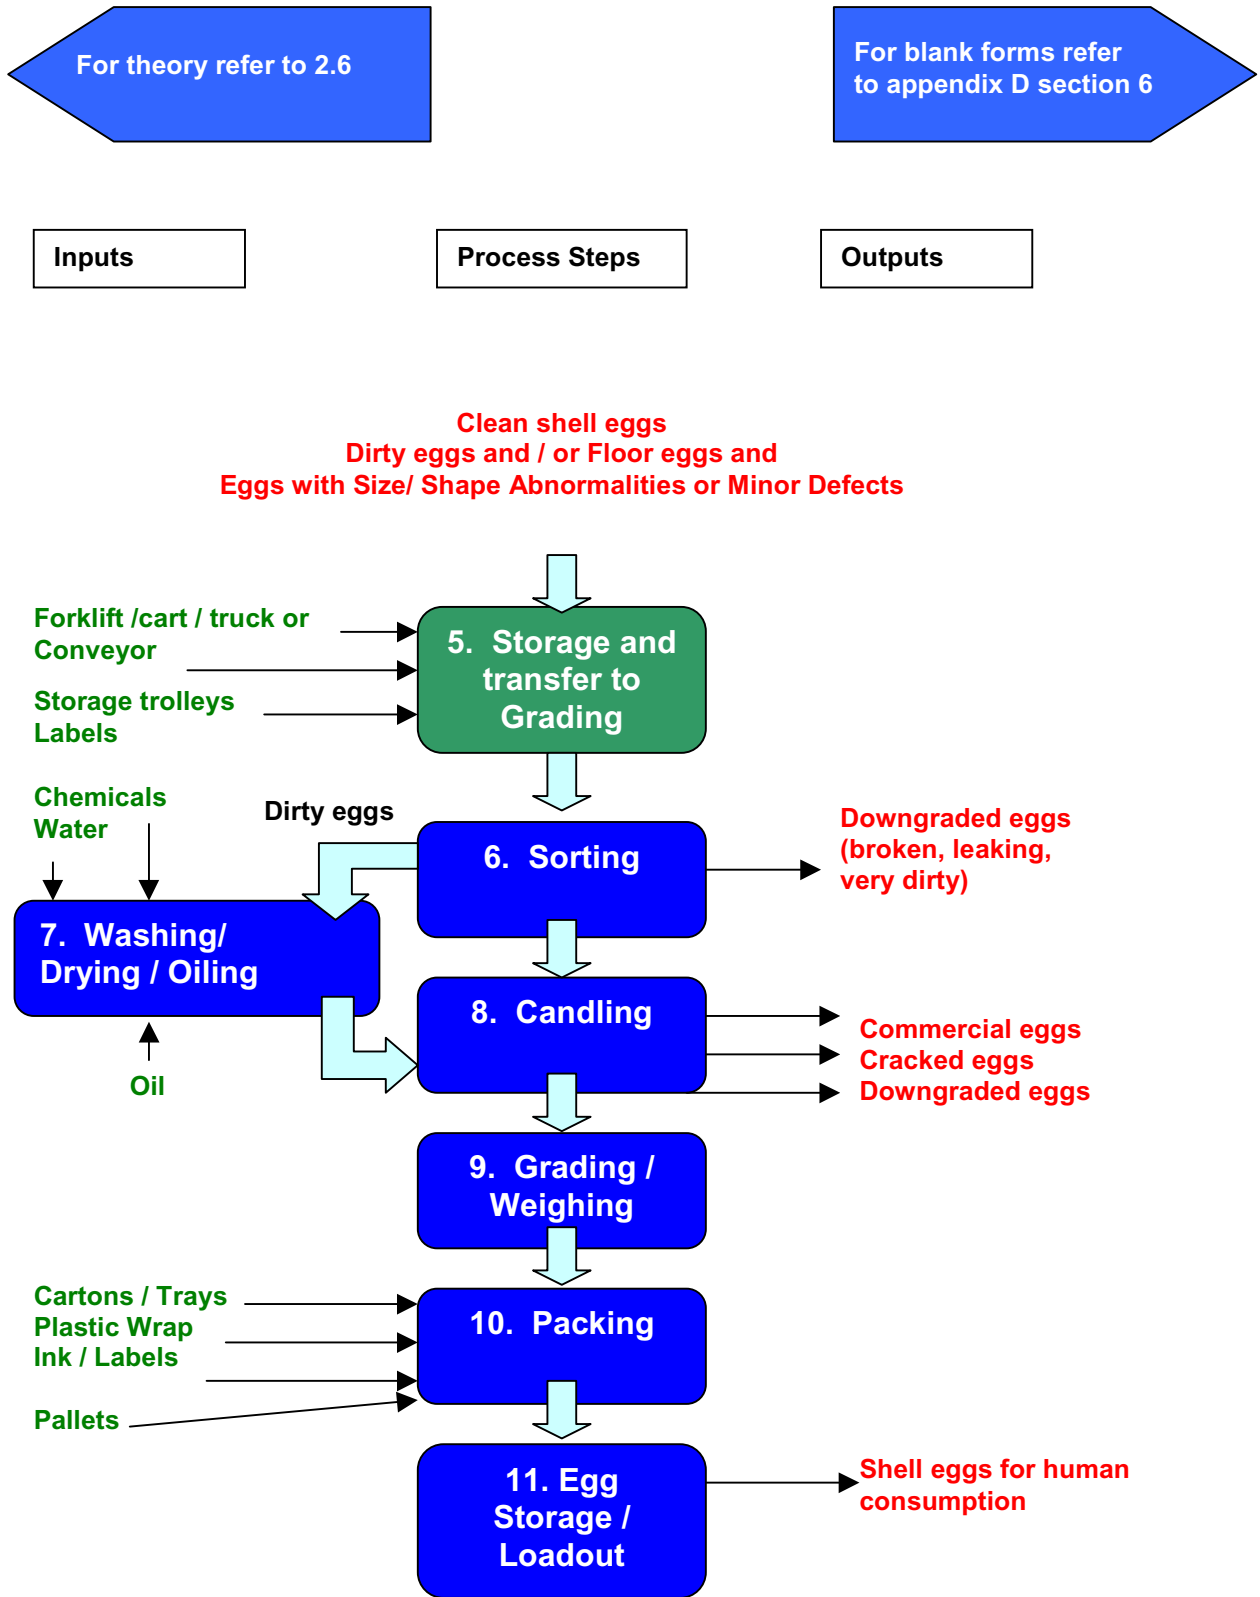 For theory refer to 2.6
For blank forms refer
to appendix D section 6
Inputs
Process Steps
Outputs
Clean shell eggs
Dirty eggs and / or Floor eggs and
Eggs with Size/ Shape Abnormalities or Minor Defects
Forklift /cart / truck or
Conveyor
Storage trolleys
Labels
5. Storage and
transfer to
Grading
Chemicals
Water
Dirty eggs
6. Sorting
Downgraded eggs
(broken, leaking,
very dirty)
7. Washing/
Drying / Oiling
Oil
8. Candling
Commercial eggs
Cracked eggs
Downgraded eggs
9. Grading /
Weighing
Cartons / Trays
Plastic Wrap
Ink / Labels
Pallets
10. Packing
11. Egg
Storage /
Loadout
Shell eggs for human
consumption